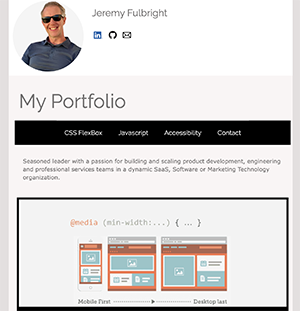 Jeremy Fulbright
My Portfolio
CSS FlexBox Javascript Accessibility Contact
Seasoned leader with a passion for building and scaling product development, engineering
and professional services teams in a dynamic SaaS, Software or Marketing Technology
organization.
@media (min-width:...) { ... }
Mobile First Desktop last